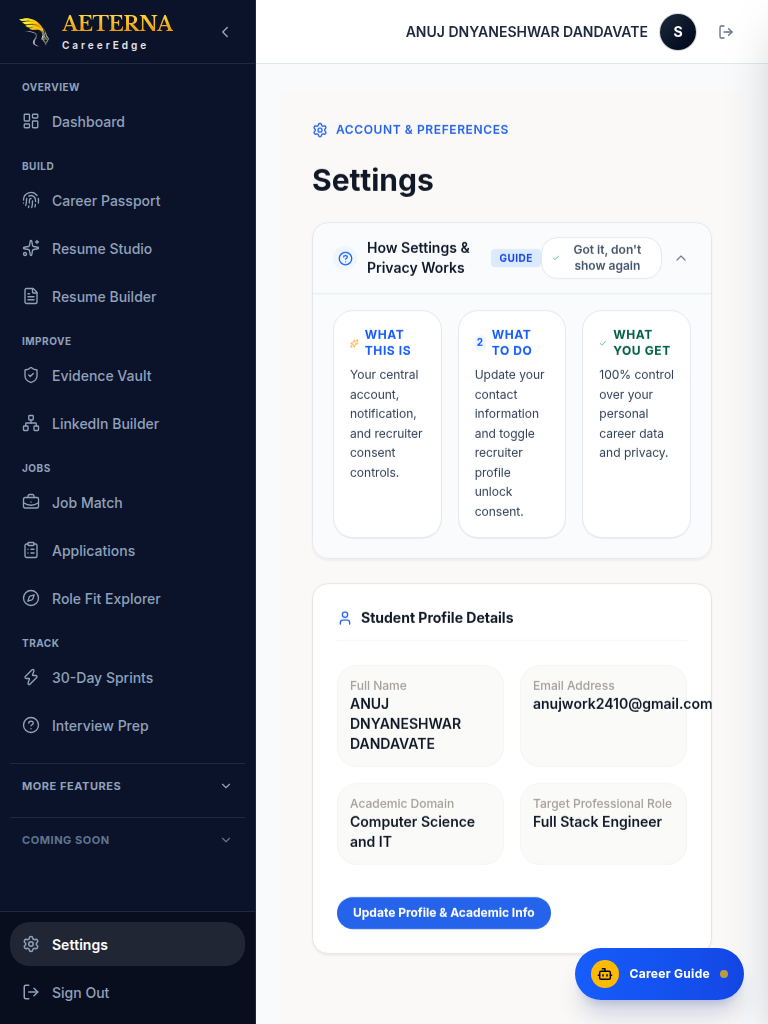 AETERNA
CareerEdge
OVERVIEW
Dashboard
BUILD
Career Passport
Resume Studio
Resume Builder
IMPROVE
Evidence Vault
LinkedIn Builder
JOBS
Job Match
Applications
Role Fit Explorer
TRACK
30-Day Sprints
Interview Prep
MORE FEATURES
COMING SOON
Settings
Sign Out
ANUJ DNYANESHWAR DANDAVATE
S
ACCOUNT & PREFERENCES
Settings
How Settings &
Privacy Works
GUIDE
Got it, don't
show again
WHAT
THIS IS
Your central
account,
notification,
and recruiter
consent
controls.
2
WHAT
TO DO
Update your
contact
information
and toggle
recruiter
profile
unlock
consent.
WHAT
YOU GET
100% control
over your
personal
career data
and privacy.
Student Profile Details
Full Name
ANUJ
DNYANESHWAR
DANDAVATE
Email Address
anujwork2410@gmail.com
Academic Domain
Computer Science
and IT
Target Professional Role
Full Stack Engineer
Update Profile & Academic Info
Career Guide